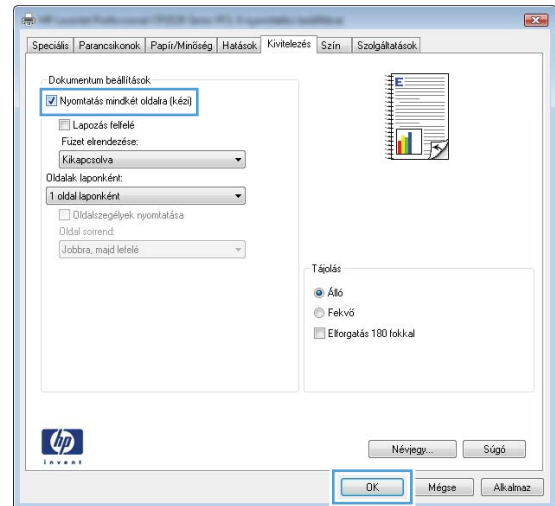 Speciális Parancsikonok Papír/Minőség Hatások Kivitelezés Szín Szolgáltatások
Dokumentum beállítások
Nyomtatás mindkét oldalra (kézi)
Lapozás felfelé
Füzet elrendezése:
Kikapcsolva
Oldalak laponként:
1 oldal laponként
Oldalszegélyek nyomtatása
Oldal sorrend:
Jobbra, majd lefelé
E
Tájolás
Álló
Fekvő
Elforgatás 180 fokkal
hp
invent
Névjegy... Súgó
OK Mégse Alkalmaz